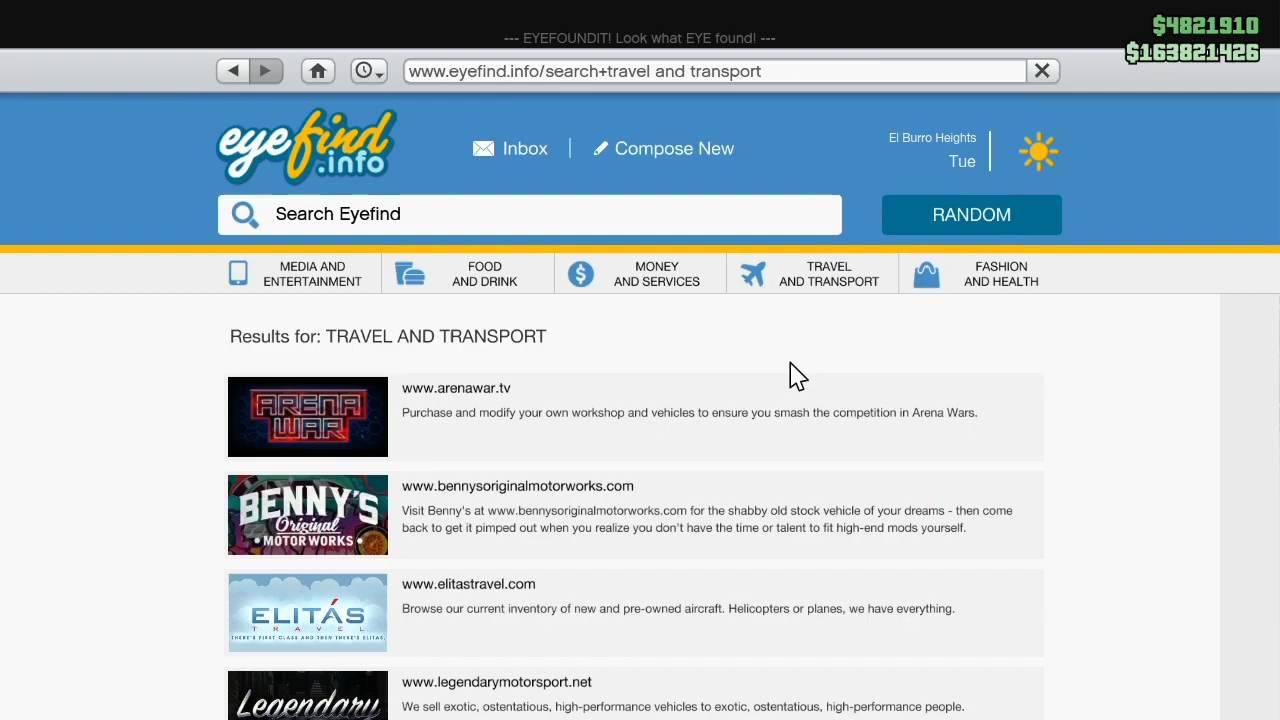 $4821910
--- EYEFOUNDIT! Look what EYE found! ---
$163821426
www.eyefind.info/search+travel and transport
eyefind
.info
Inbox
Compose New
El Burro Heights
Tue
Search Eyefind
RANDOM
MEDIA AND
ENTERTAINMENT
FOOD
AND DRINK
MONEY
AND SERVICES
TRAVEL
AND TRANSPORT
FASHION
AND HEALTH
Results for: TRAVEL AND TRANSPORT
ARENA
WAR
www.arenawar.tv
Purchase and modify your own workshop and vehicles to ensure you smash the competition in Arena Wars.
BENNY'S
Original
MOTOR WORKS
www.bennysoriginalmotorworks.com
Visit Benny's at www.bennysoriginalmotorworks.com for the shabby old stock vehicle of your dreams - then come
back to get it pimped out when you realize you don't have the time or talent to fit high-end mods yourself.
ELITÁS
TRAVEL
THERE'S FIRST CLASS AND THEN THERE'S ELITAS.
www.elitastravel.com
Browse our current inventory of new and pre-owned aircraft. Helicopters or planes, we have everything.
Legendary
www.legendarymotorsport.net
We sell exotic, ostentatious, high-performance vehicles to exotic, ostentatious, high-performance people.